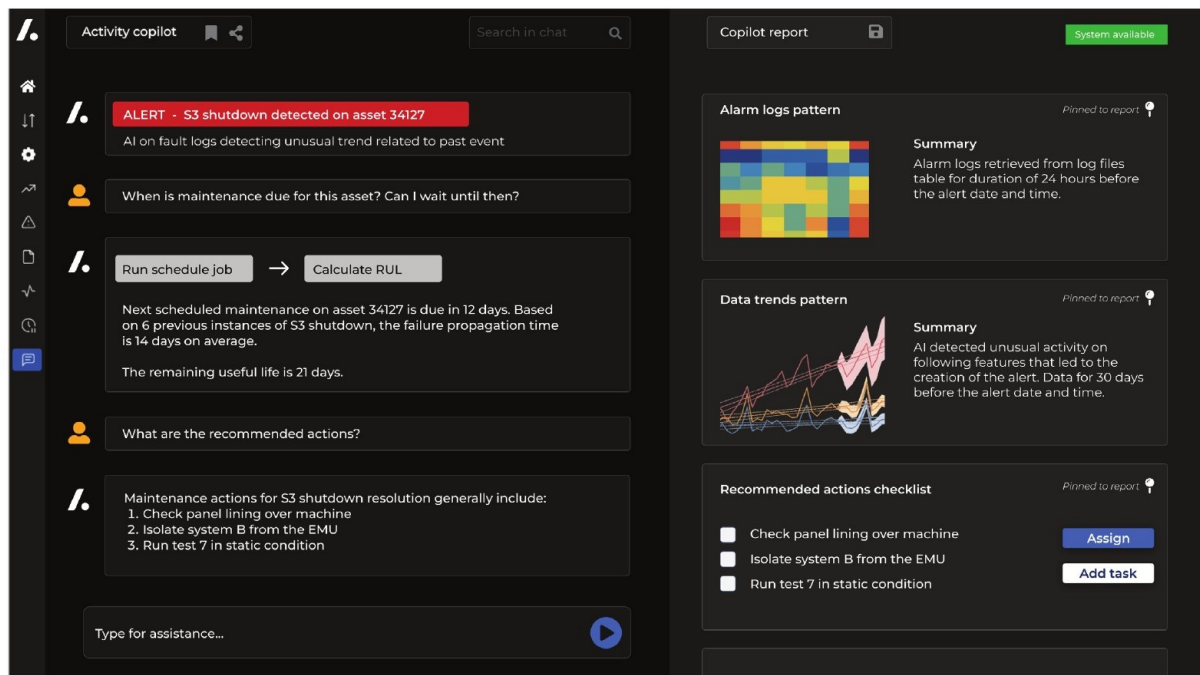 Activity copilot
Search in chat
ALERT - S3 shutdown detected on asset 34127
AI on fault logs detecting unusual trend related to past event
When is maintenance due for this asset? Can I wait until then?
Run schedule job → Calculate RUL
Next scheduled maintenance on asset 34127 is due in 12 days. Based
on 6 previous instances of S3 shutdown, the failure propagation time
is 14 days on average.
The remaining useful life is 21 days.
What are the recommended actions?
Maintenance actions for S3 shutdown resolution generally include:
1. Check panel lining over machine
2. Isolate system B from the EMU
3. Run test 7 in static condition
Type for assistance...
Copilot report
System available
Alarm logs pattern
Pinned to report
Summary
Alarm logs retrieved from log files
table for duration of 24 hours before
the alert date and time.
Data trends pattern
Pinned to report
Summary
AI detected unusual activity on
following features that led to the
creation of the alert. Data for 30 days
before the alert date and time.
Recommended actions checklist
Pinned to report
Check panel lining over machine
Isolate system B from the EMU
Run test 7 in static condition
Assign
Add task